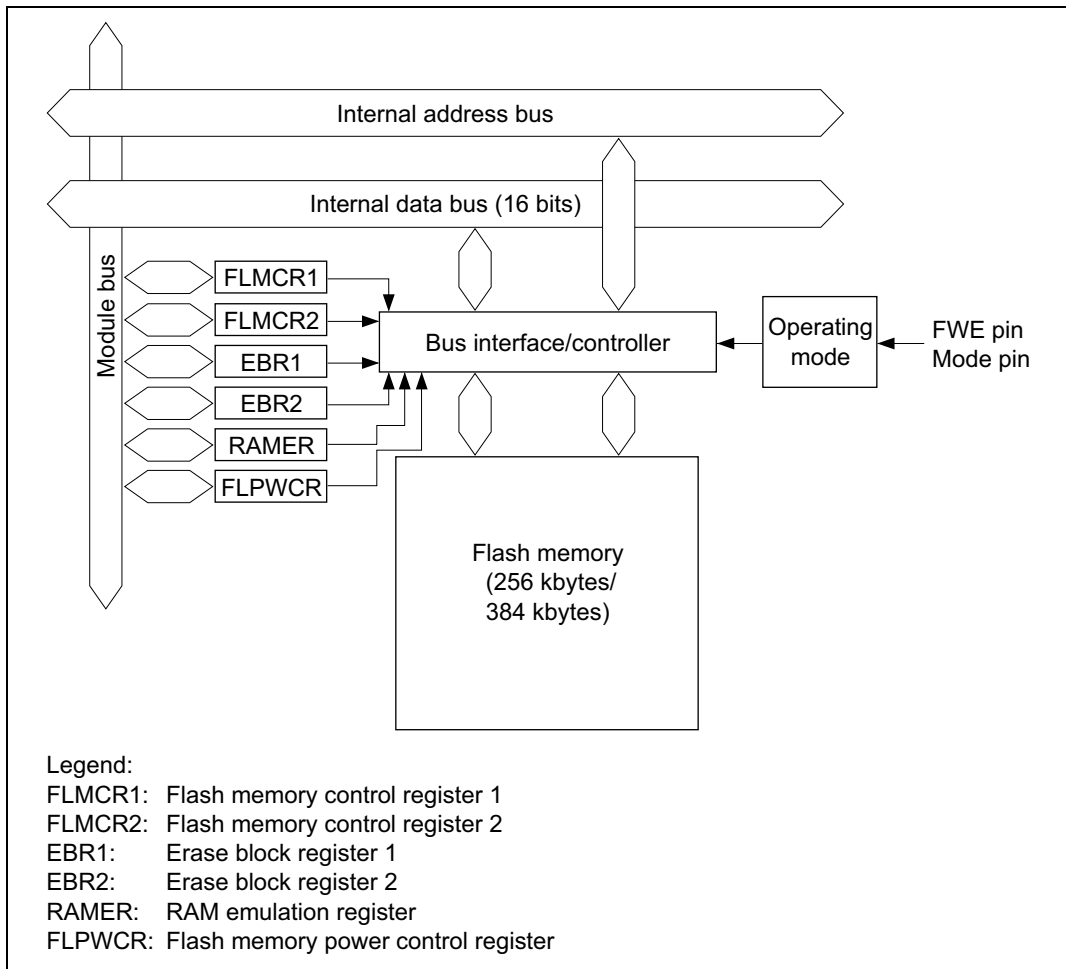 Internal address bus
Internal data bus (16 bits)
Module bus
FLMCR1
FLMCR2
EBR1
EBR2
RAMER
FLPWCR
Bus interface/controller
Operating
mode
FWE pin
Mode pin
Flash memory
(256 kbytes/
384 kbytes)
Legend:
FLMCR1: Flash memory control register 1
FLMCR2: Flash memory control register 2
EBR1: Erase block register 1
EBR2: Erase block register 2
RAMER: RAM emulation register
FLPWCR: Flash memory power control register